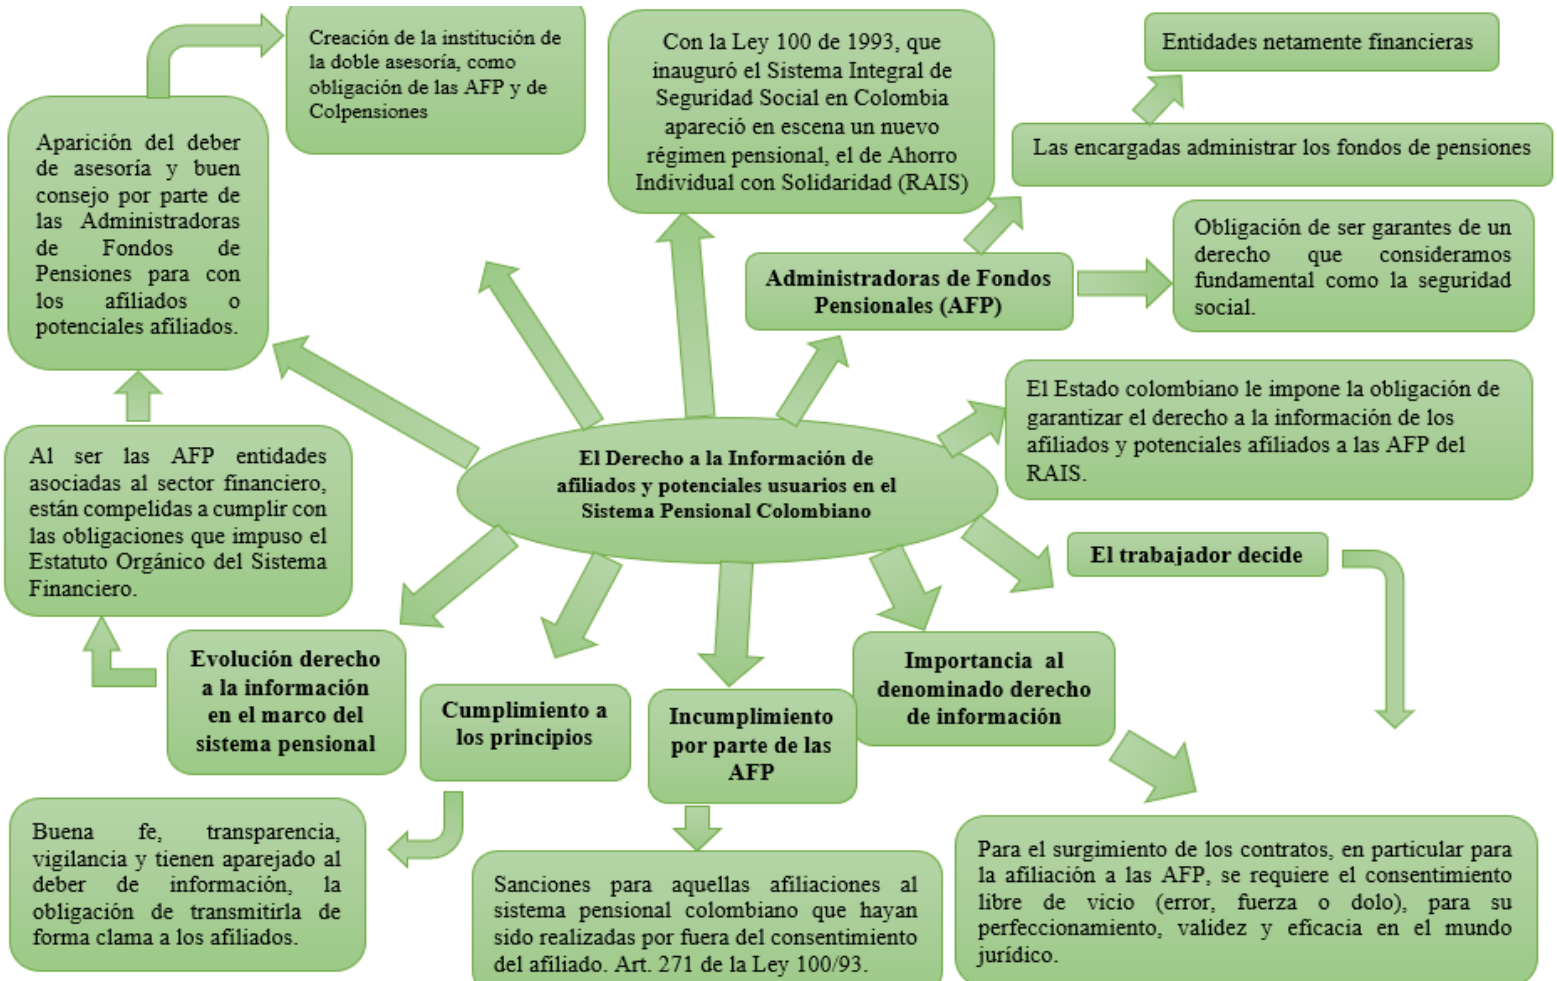 Creación de la institución de
la doble asesoría, como
obligación de las AFP y de
Colpensiones
Con la Ley 100 de 1993, que
inauguró el Sistema Integral de
Seguridad Social en Colombia
apareció en escena un nuevo
régimen pensional, el de Ahorro
Individual con Solidaridad (RAIS)
Entidades netamente financieras
Las encargadas administrar los fondos de pensiones
Aparición del deber
de asesoría y buen
consejo por parte de
las Administradoras
de Fondos de
Pensiones para con
los afiliados o
potenciales afiliados.
Administradoras de Fondos
Pensionales (AFP)
Obligación de ser garantes de un
derecho que consideramos
fundamental como la seguridad
social.
El Estado colombiano le impone la obligación de
garantizar el derecho a la información de los
afiliados y potenciales afiliados a las AFP del
RAIS.
Al ser las AFP entidades
asociadas al sector financiero,
están compelidas a cumplir con
las obligaciones que impuso el
Estatuto Orgánico del Sistema
Financiero.
El Derecho a la Información de
afiliados y potenciales usuarios en el
Sistema Pensional Colombiano
El trabajador decide
Evolución derecho
a la información
en el marco del
sistema pensional
Cumplimiento a
los principios
Incumplimiento
por parte de las
AFP
Importancia al
denominado derecho
de información
Buena fe, transparencia,
vigilancia y tienen aparejado al
deber de información, la
obligación de transmitirla de
forma clama a los afiliados.
Sanciones para aquellas afiliaciones al
sistema pensional colombiano que hayan
sido realizadas por fuera del consentimiento
del afiliado. Art. 271 de la Ley 100/93.
Para el surgimiento de los contratos, en particular para
la afiliación a las AFP, se requiere el consentimiento
libre de vicio (error, fuerza o dolo), para su
perfeccionamiento, validez y eficacia en el mundo
jurídico.